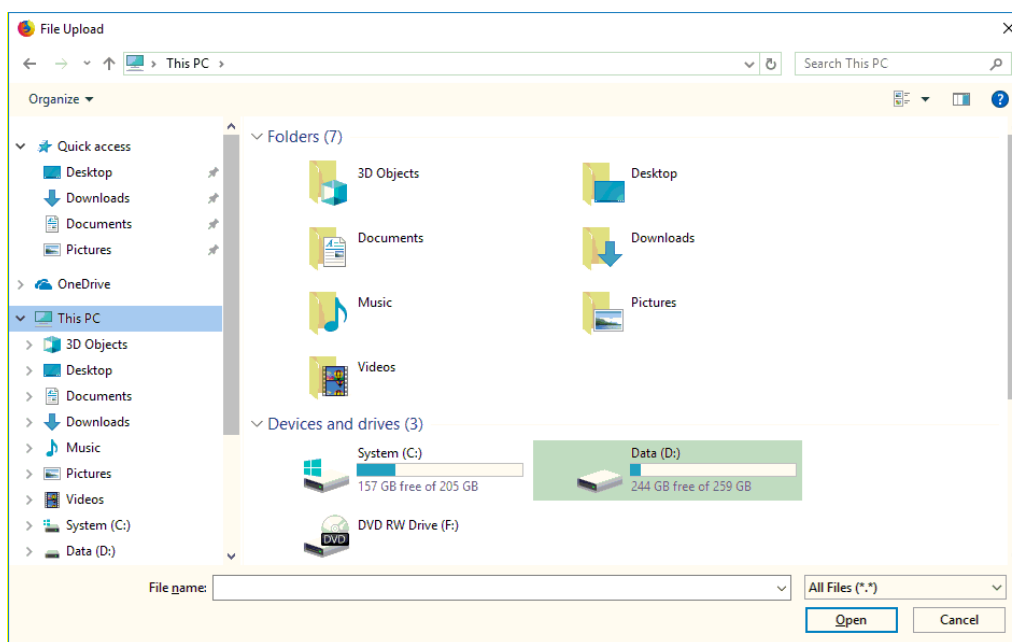 File Upload
This PC
Search This PC
Organize
Quick access
Desktop
Downloads
Documents
Pictures
OneDrive
This PC
3D Objects
Desktop
Documents
Downloads
Music
Pictures
Videos
System (C:)
Data (D:)
Folders (7)
3D Objects
Desktop
Documents
Downloads
Music
Pictures
Videos
Devices and drives (3)
System (C:)
157 GB free of 205 GB
Data (D:)
244 GB free of 259 GB
DVD
DVD RW Drive (F:)
File name:
All Files (*.*)
Open
Cancel